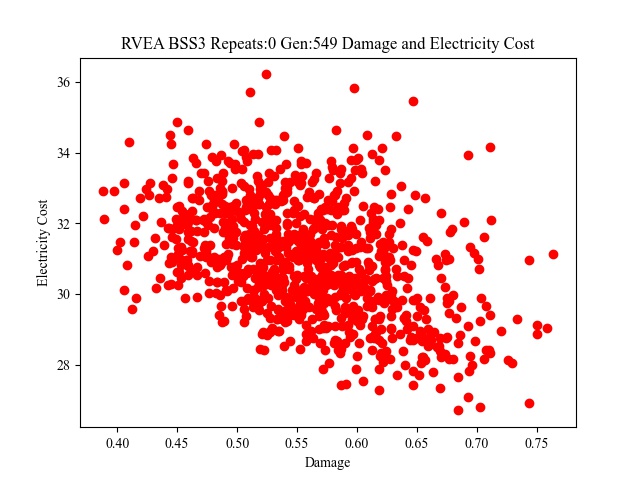 RVEA BSS3 Repeats:0 Gen:549 Damage and Electricity Cost
Electricity Cost
36
34
32
30
28
0.40 0.45 0.50 0.55 0.60 0.65 0.70 0.75
Damage